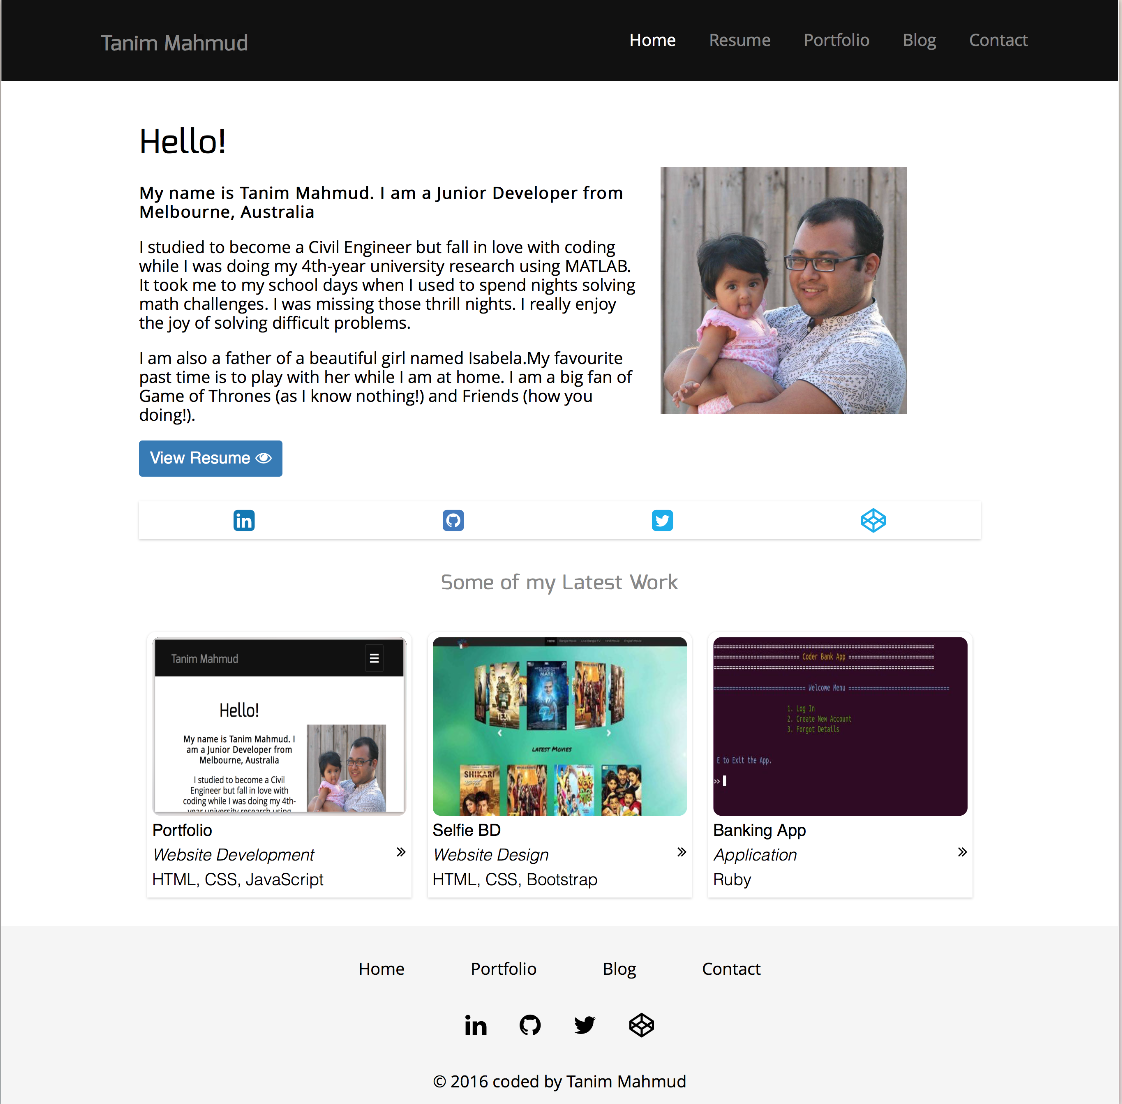 Tanim Mahmud
Home Resume Portfolio Blog Contact
Hello!
My name is Tanim Mahmud. I am a Junior Developer from
Melbourne, Australia
I studied to become a Civil Engineer but fall in love with coding
while I was doing my 4th-year university research using MATLAB.
It took me to my school days when I used to spend nights solving
math challenges. I was missing those thrill nights. I really enjoy
the joy of solving difficult problems.
I am also a father of a beautiful girl named Isabela.My favourite
past time is to play with her while I am at home. I am a big fan of
Game of Thrones (as I know nothing!) and Friends (how you
doing!).
View Resume
in
Some of my Latest Work
Tanim Mahmud
Hello!
My name is Tanim Mahmud. I
am a Junior Developer from
Melbourne, Australia
I studied to become a Civil
Engineer but fall in love with
coding while I was doing my 4th-
year university research using
Portfolio
Website Development
HTML, CSS, JavaScript
»
LATEST MOVIES
SHIKARI
Selfie BD
Website Design
HTML, CSS, Bootstrap
»
Coder Bank App
Welcome Menu
1. Log In
2. Create New Account
3. Forgot Details
E to Exit the App.
>>
Banking App
Application
Ruby
»
Home Portfolio Blog Contact
in
© 2016 coded by Tanim Mahmud